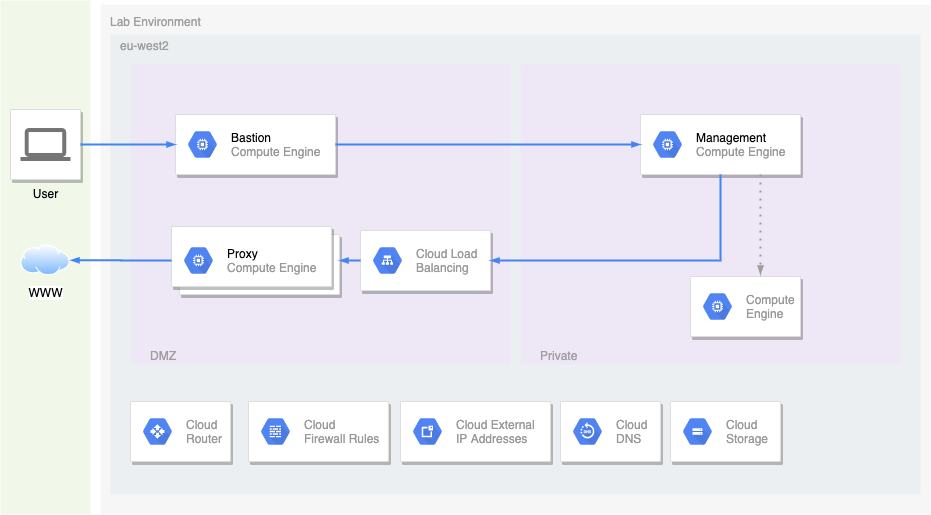 Lab Environment
eu-west2
Bastion
Compute Engine
Management
Compute Engine
User
Proxy
Compute Engine
Cloud Load
Balancing
WWW
Compute
Engine
DMZ
Private
Cloud
Router
Cloud
Firewall Rules
Cloud External
IP Addresses
Cloud
DNS
Cloud
Storage